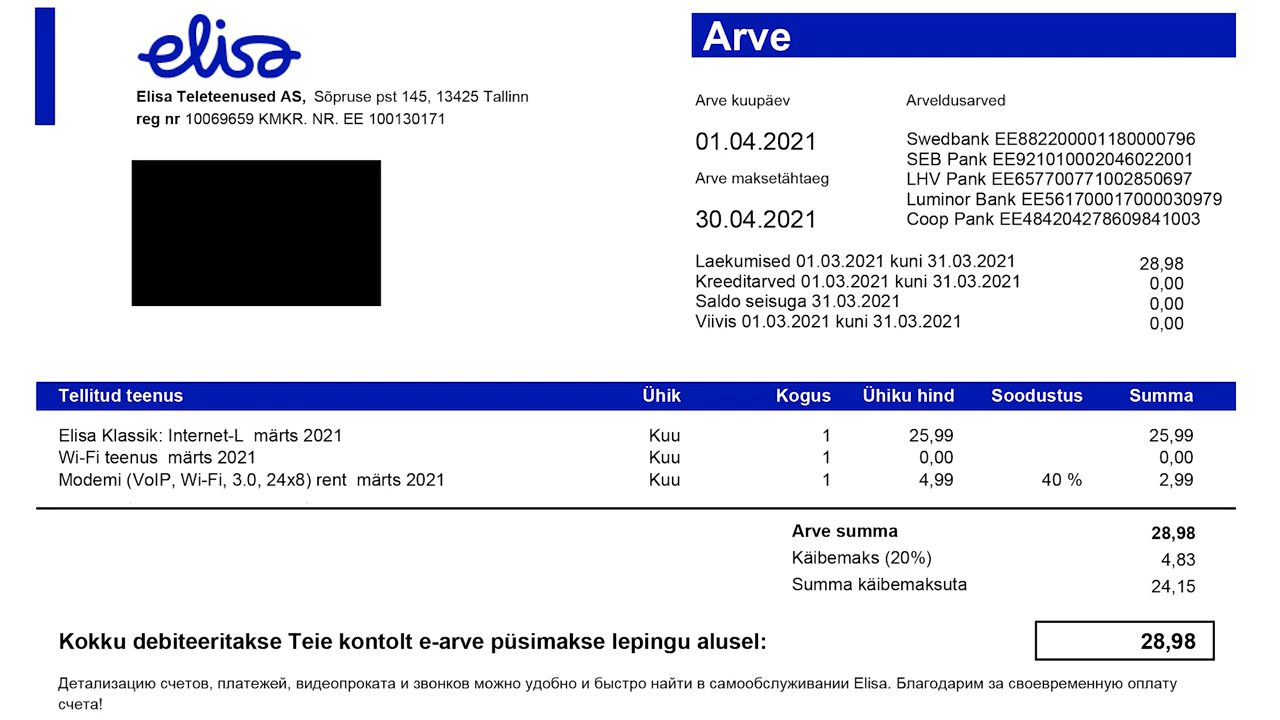 elisa
Arve
Elisa Teleteenused AS, Sõpruse pst 145, 13425 Tallinn
reg nr 10069659 KMKR. NR. EE 100130171
Arve kuupäev
01.04.2021
Arve maksetähtaeg
30.04.2021
Arveldusarved
Swedbank EE882200001180000796
SEB Pank EE921010002046022001
LHV Pank EE657700771002850697
Luminor Bank EE561700017000030979
Coop Pank EE484204278609841003
Laekumised 01.03.2021 kuni 31.03.2021 28,98
Kreeditarved 01.03.2021 kuni 31.03.2021 0,00
Saldo seisuga 31.03.2021 0,00
Viivis 01.03.2021 kuni 31.03.2021 0,00
Tellitud teenus Ühik Kogus Ühiku hind Soodustus Summa
Elisa Klassik: Internet-L märts 2021 Kuu 1 25,99 25,99
Wi-Fi teenus märts 2021 Kuu 1 0,00 0,00
Modemi (VoIP, Wi-Fi, 3.0, 24x8) rent märts 2021 Kuu 1 4,99 40 % 2,99
Arve summa 28,98
Käibemaks (20%) 4,83
Summa käibemaksuta 24,15
Kokku debiteeritakse Teie kontolt e-arve püsimakse lepingu alusel: 28,98
Детализацию счетов, платежей, видеопроката и звонков можно удобно и быстро найти в самообслуживании Elisa. Благодарим за своевременную оплату
счета!